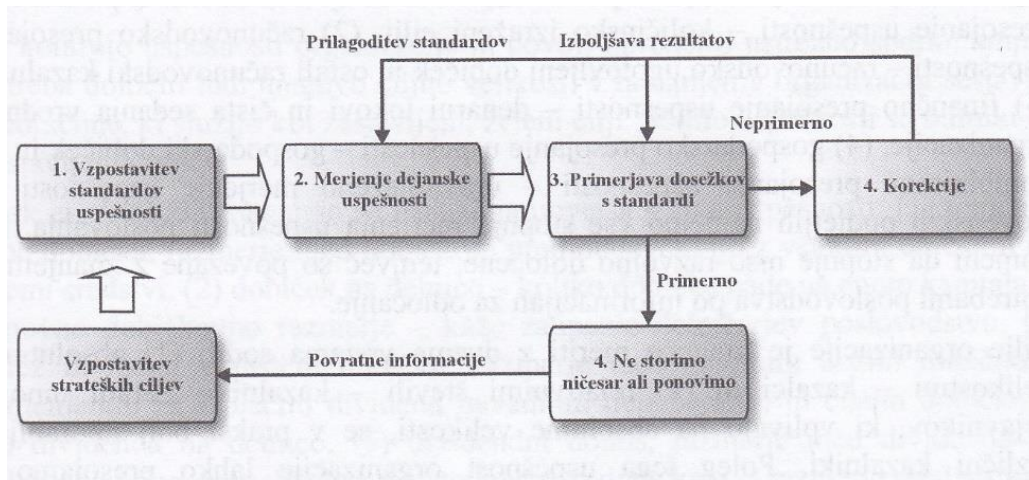 Prilagoditev standardov
Izboljšava rezultatov
Neprimerno
1. Vzpostavitev
standardov
uspešnosti
2. Merjenje dejanske
uspešnosti
3. Primerjava dosežkov
s standardi
4. Korekcije
Primerno
Vzpostavitev
strateških ciljev
Povratne informacije
4. Ne storimo
ničesar ali ponovimo